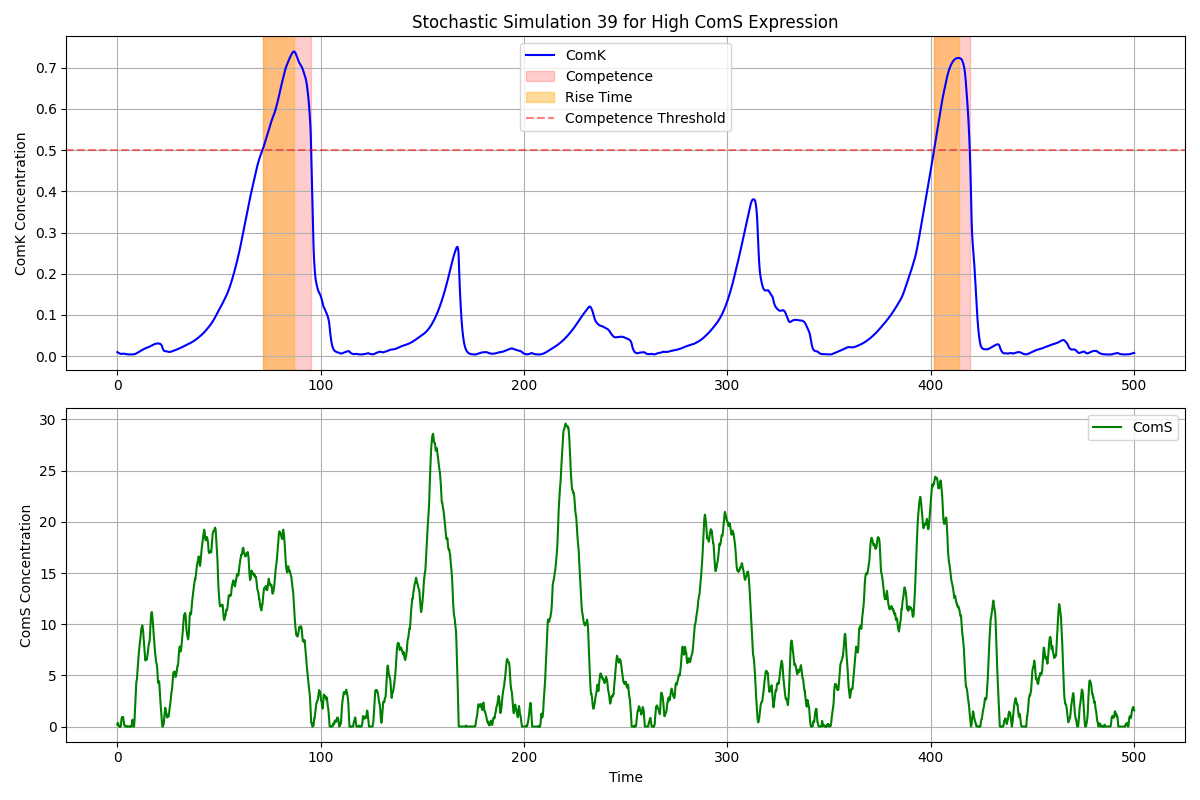 Stochastic Simulation 39 for High ComS Expression
ComK Concentration
0.7
0.6
0.5
0.4
0.3
0.2
0.1
0.0
ComK
Competence
Rise Time
Competence Threshold
0 100 200 300 400 500
ComS Concentration
30
25
20
15
10
5
0
ComS
0 100 200 300 400 500
Time